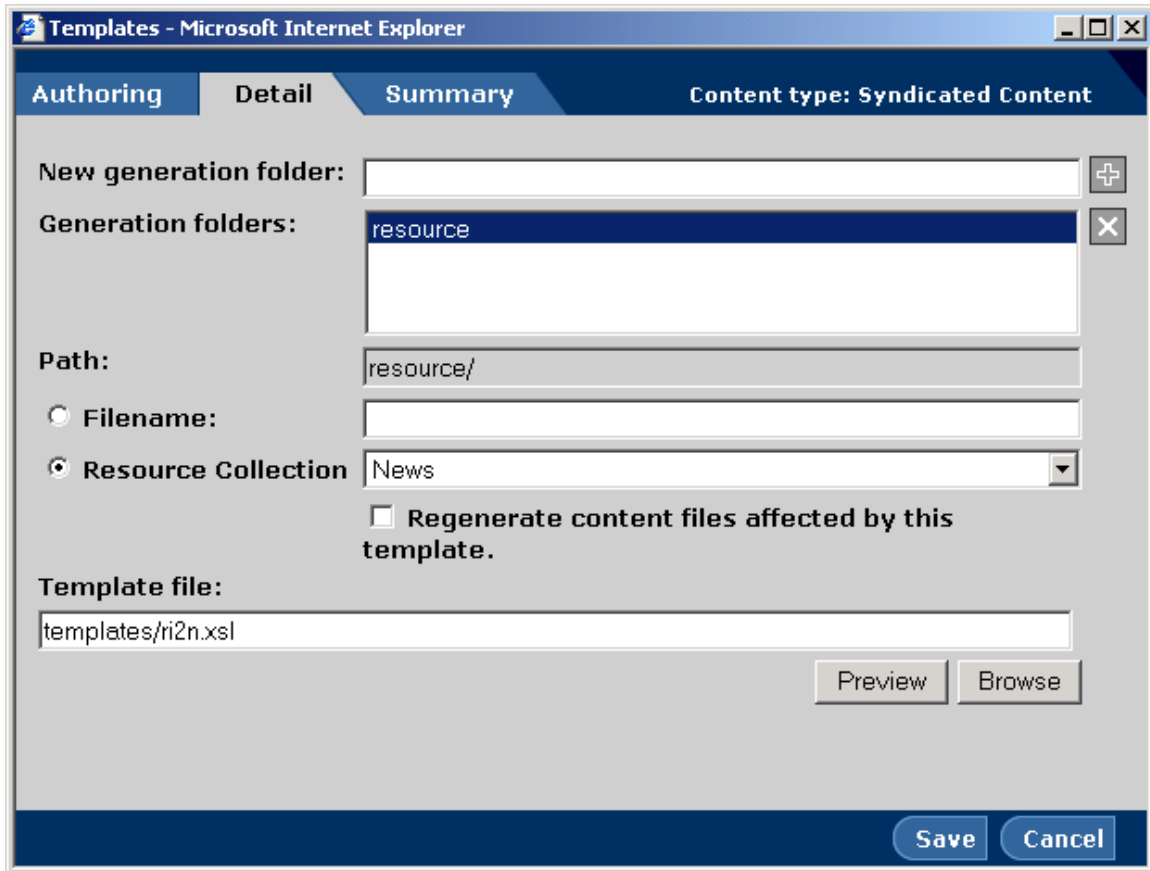 Templates - Microsoft Internet Explorer
Authoring Detail Summary Content type: Syndicated Content
New generation folder:
Generation folders: resource
Path: resource/
Filename:
Resource Collection News
Regenerate content files affected by this
template.
Template file:
templates/ri2n.xsl
Preview Browse
Save Cancel